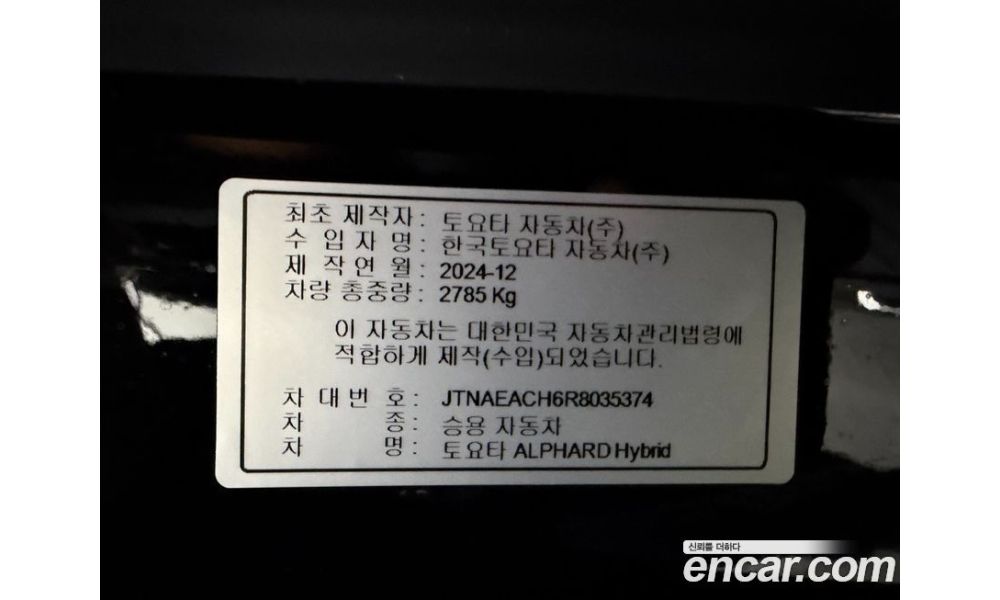 최초 제작자 : 토요타 자동차(주)
수 입 자 명 : 한국토요타 자동차(주)
제 작 연 월 : 2024-12
차량 총중량 : 2785 Kg
이 자동차는 대한민국 자동차관리법령에
적합하게 제작(수입)되었습니다.
차 대 번 호 : JTNAEACH6R8035374
차 종 : 승용 자동차
차 명 : 토요타 ALPHARD Hybrid
신뢰를 더하다
encar.com